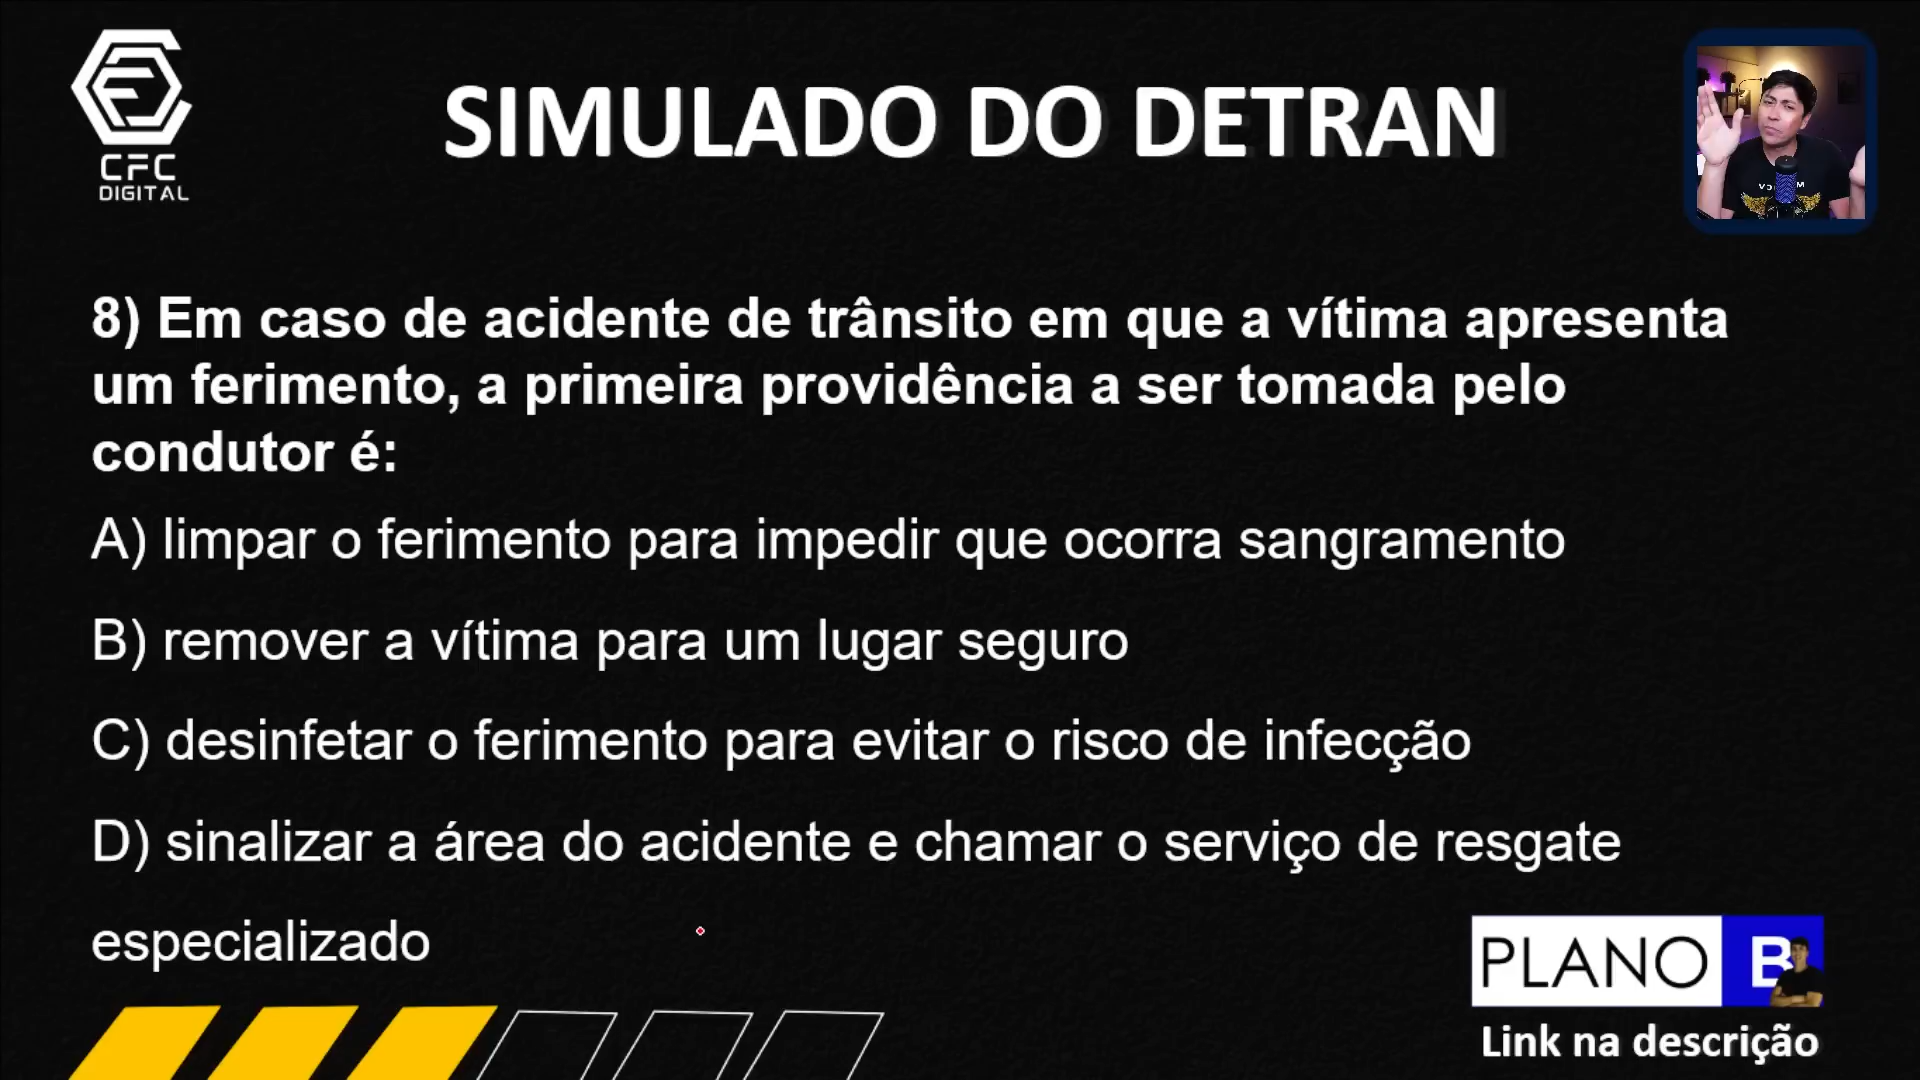 CFC
DIGITAL
SIMULADO DO DETRAN
8) Em caso de acidente de trânsito em que a vítima apresenta
um ferimento, a primeira providência a ser tomada pelo
condutor é:
A) limpar o ferimento para impedir que ocorra sangramento
B) remover a vítima para um lugar seguro
C) desinfetar o ferimento para evitar o risco de infecção
D) sinalizar a área do acidente e chamar o serviço de resgate
especializado
PLANO B
Link na descrição